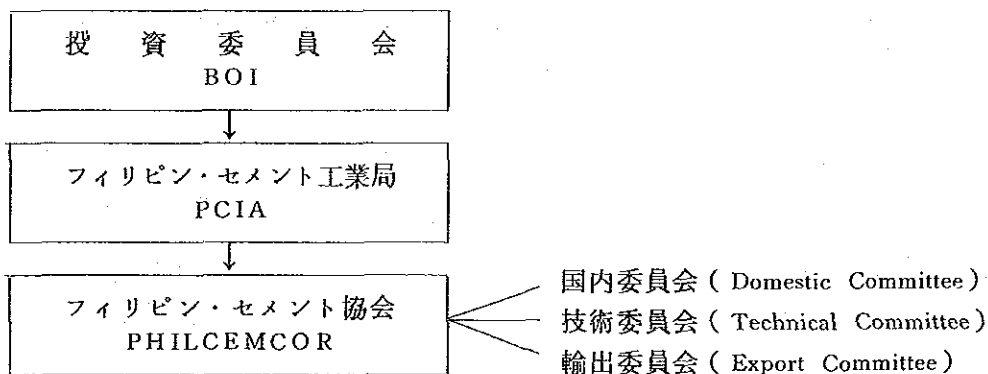 投資委員会
BOI
フィリピン・セメント工業局
PCIA
フィリピン・セメント協会
PHILCEMCOR
国内委員会 ( Domestic Committee )
技術委員会 ( Technical Committee )
輸出委員会 ( Export Committee )